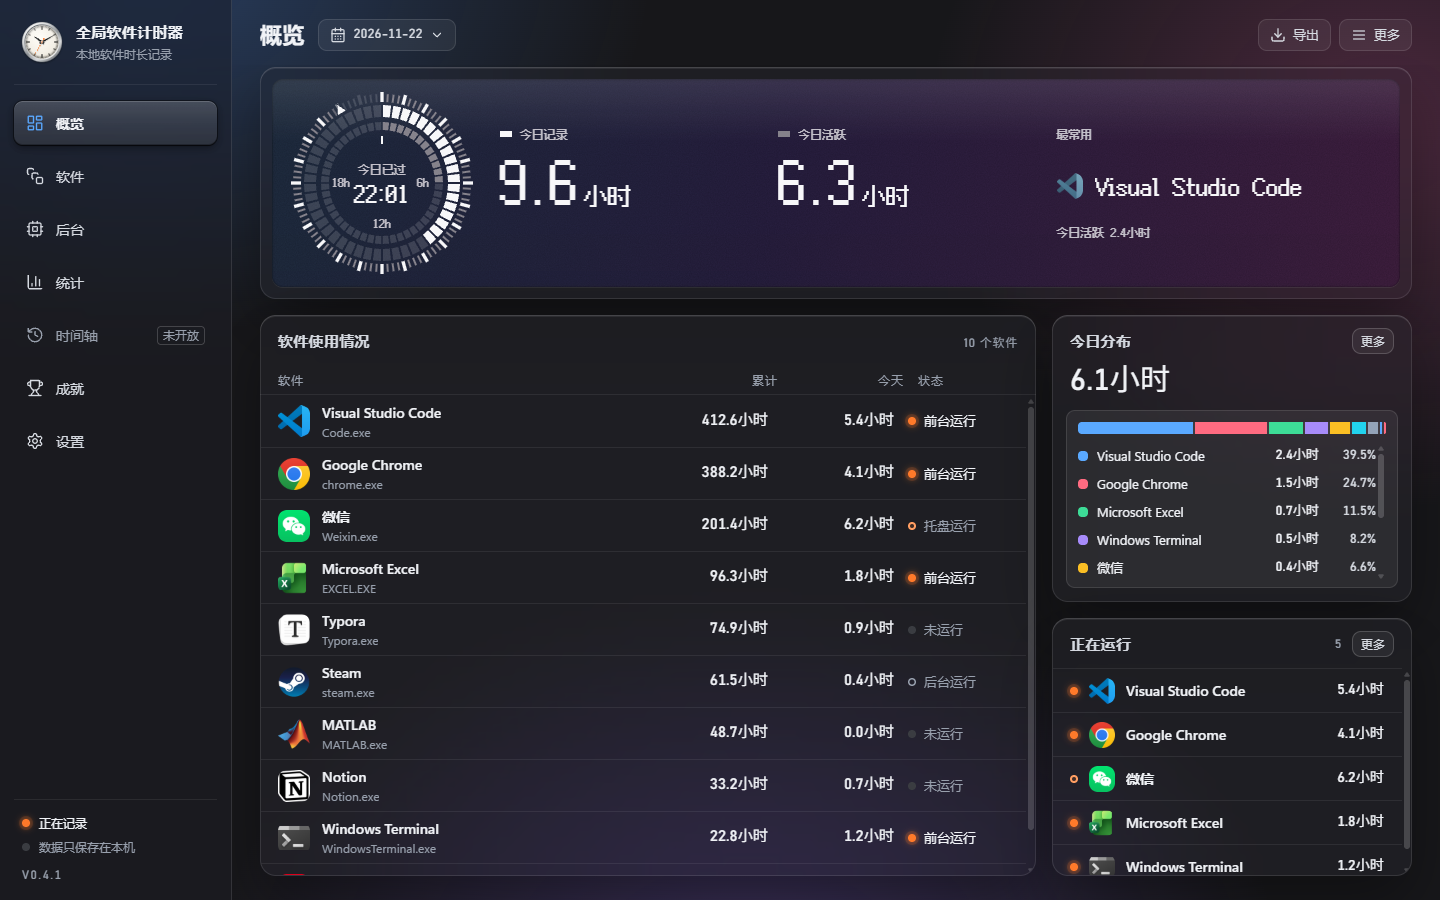 全局软件计时器
本地软件时长记录
概览
软件
后台
统计
时间轴 未开放
成就
设置
正在记录
数据只保存在本机
V0.4.1
概览 2026-11-22
导出 更多
今日已过
18h 22:01 6h
12h
今日记录
9.6小时
今日活跃
6.3小时
最常用
Visual Studio Code
今日活跃 2.4小时
软件使用情况 10 个软件
软件 累计 今天 状态
Visual Studio Code 412.6小时 5.4小时 前台运行
Code.exe
Google Chrome 388.2小时 4.1小时 前台运行
chrome.exe
微信 201.4小时 6.2小时 托盘运行
Weixin.exe
Microsoft Excel 96.3小时 1.8小时 前台运行
EXCEL.EXE
Typora 74.9小时 0.9小时 未运行
Typora.exe
Steam 61.5小时 0.4小时 后台运行
steam.exe
MATLAB 48.7小时 0.0小时 未运行
MATLAB.exe
Notion 33.2小时 0.7小时 未运行
Notion.exe
Windows Terminal 22.8小时 1.2小时 前台运行
WindowsTerminal.exe
今日分布 更多
6.1小时
Visual Studio Code 2.4小时 39.5%
Google Chrome 1.5小时 24.7%
Microsoft Excel 0.7小时 11.5%
Windows Terminal 0.5小时 8.2%
微信 0.4小时 6.6%
正在运行 5 更多
Visual Studio Code 5.4小时
Google Chrome 4.1小时
微信 6.2小时
Microsoft Excel 1.8小时
Windows Terminal 1.2小时